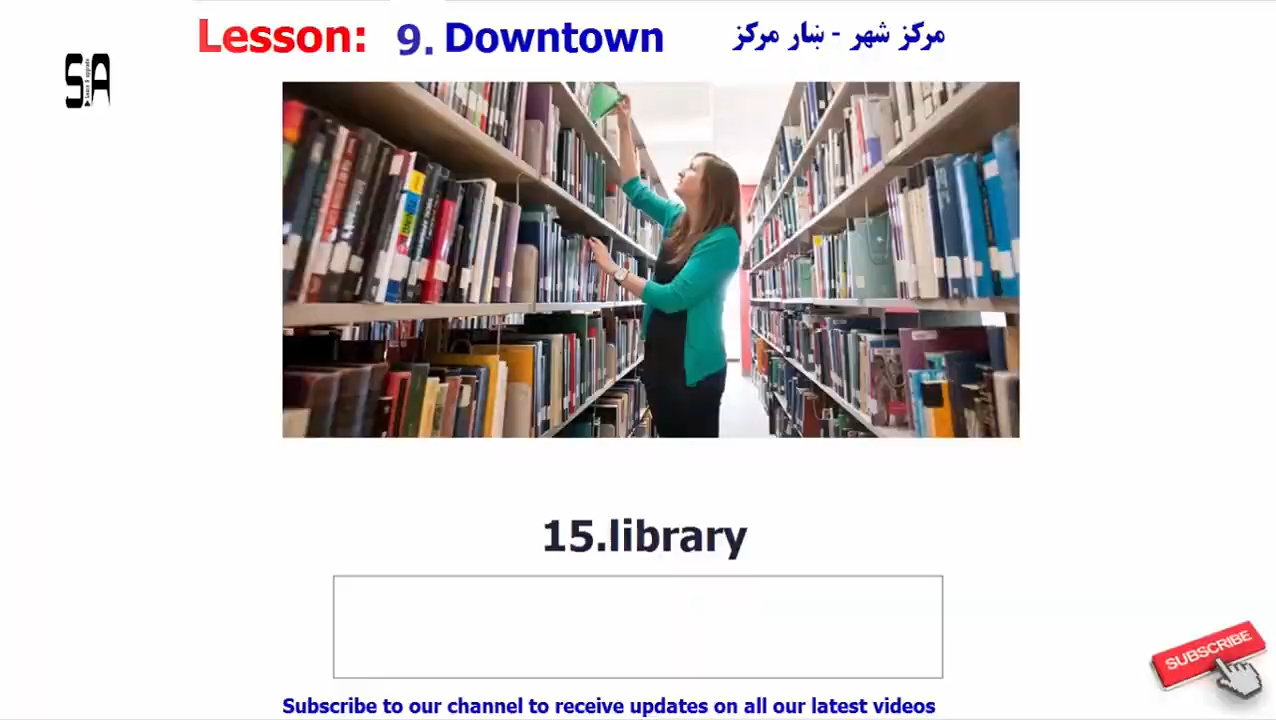 Lesson: 9. Downtown مرکز شهر - ښار مرکز
SA
15.library
Subscribe to our channel to receive updates on all our latest videos
SUBSCRIBE